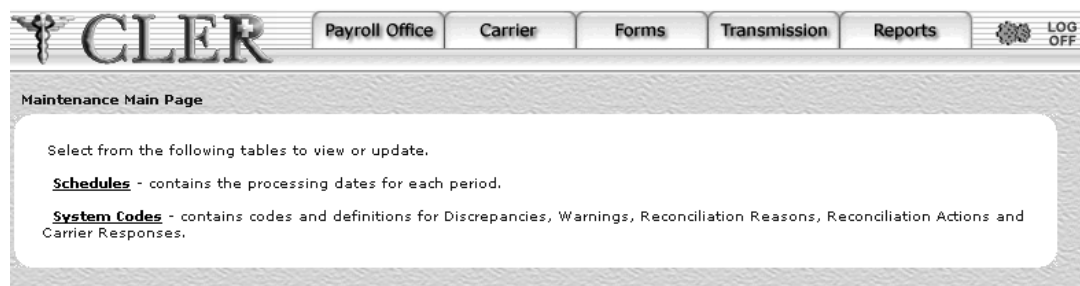 CLER
Payroll Office Carrier Forms Transmission Reports LOG OFF
Maintenance Main Page
Select from the following tables to view or update.
Schedules - contains the processing dates for each period.
System Codes - contains codes and definitions for Discrepancies, Warnings, Reconciliation Reasons, Reconciliation Actions and
Carrier Responses.